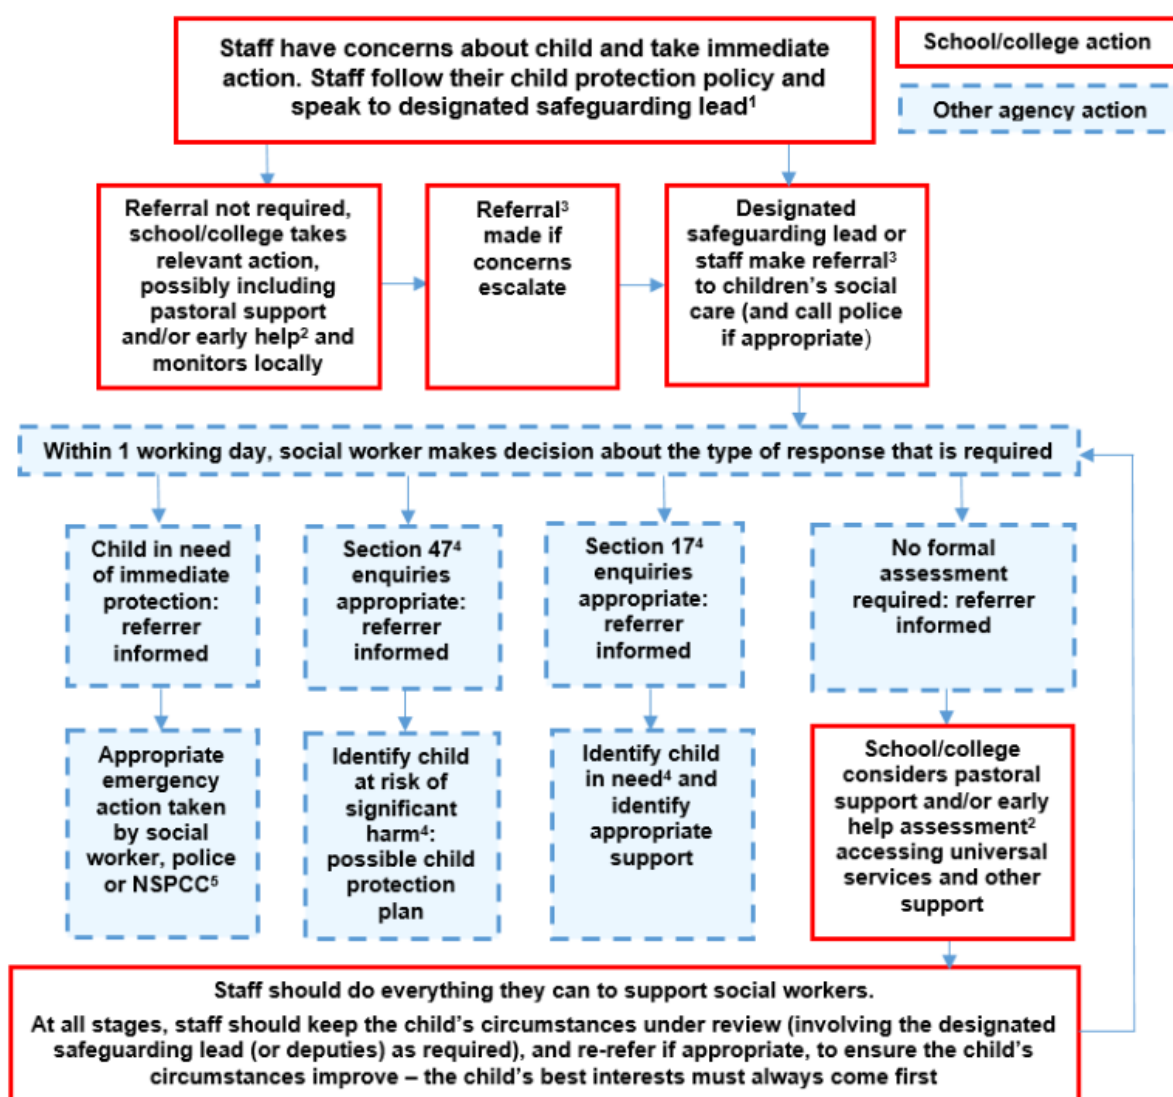 Staff have concerns about child and take immediate
action. Staff follow their child protection policy and
speak to designated safeguarding lead¹
School/college action
Other agency action
Referral not required,
school/college takes
relevant action,
possibly including
pastoral support
and/or early help² and
monitors locally
Referral³
made if
concerns
escalate
Designated
safeguarding lead or
staff make referral³
to children’s social
care (and call police
if appropriate)
Within 1 working day, social worker makes decision about the type of response that is required
Child in need
of immediate
protection:
referrer
informed
Section 47⁴
enquiries
appropriate:
referrer
informed
Section 17⁴
enquiries
appropriate:
referrer
informed
No formal
assessment
required: referrer
informed
Appropriate
emergency
action taken
by social
worker, police
or NSPCC⁵
Identify child
at risk of
significant
harm⁴:
possible child
protection
plan
Identify child
in need⁴ and
identify
appropriate
support
School/college
considers pastoral
support and/or early
help assessment²
accessing universal
services and other
support
Staff should do everything they can to support social workers.
At all stages, staff should keep the child’s circumstances under review (involving the designated
safeguarding lead (or deputies) as required), and re-refer if appropriate, to ensure the child’s
circumstances improve – the child’s best interests must always come first